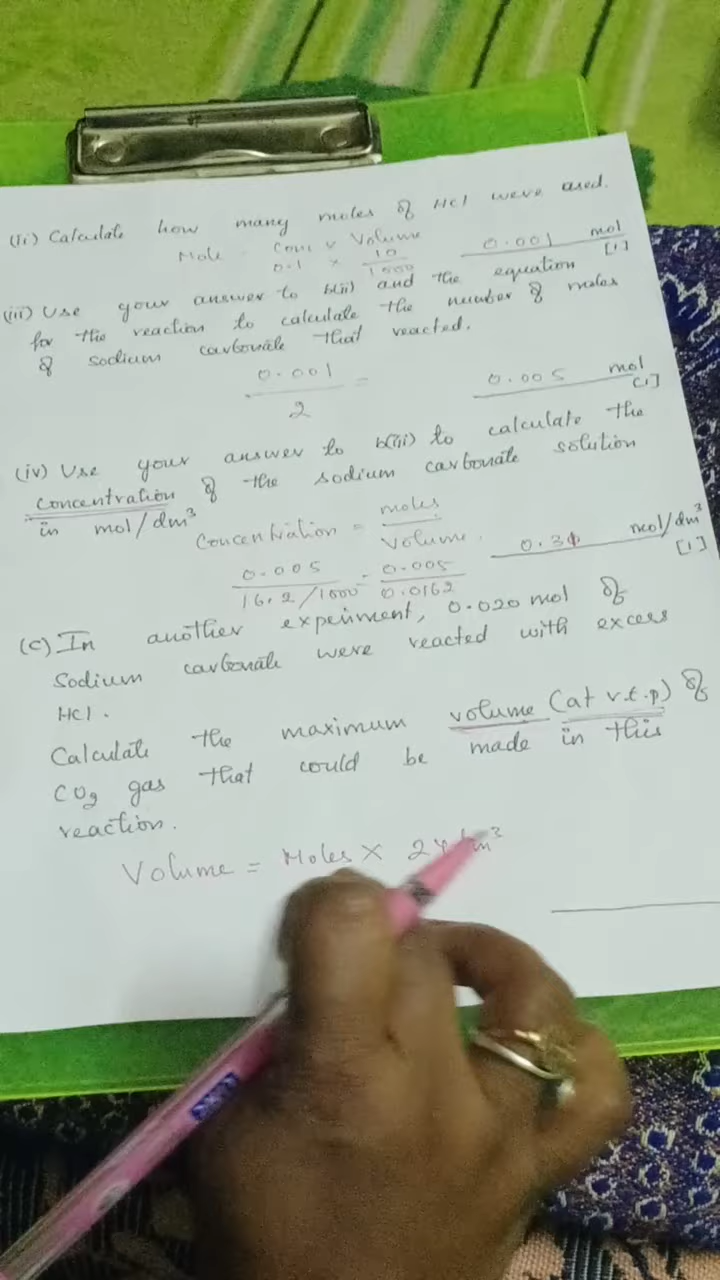 (ii) Calculate how many moles of HCl were used.
Mole = Conc x Volume
0.1 x 10/1000 0.001 mol
[1]
(iii) Use your answer to b(ii) and the equation
for the reaction to calculate the number of moles
of sodium carbonate that reacted.
0.001/2 = 0.005 mol
[1]
(iv) Use your answer to b(iii) to calculate the
concentration of the sodium carbonate solution
in mol/dm³
Concentration = moles/Volume.
0.005/16.2/1000 = 0.005/0.0162 0.31 mol/dm³
[1]
(c) In another experiment, 0.020 mol of
Sodium carbonate were reacted with excess
HCl.
Calculate the maximum volume (at r.t.p) of
CO2 gas that could be made in this
reaction.
Volume = Moles x 24 dm³